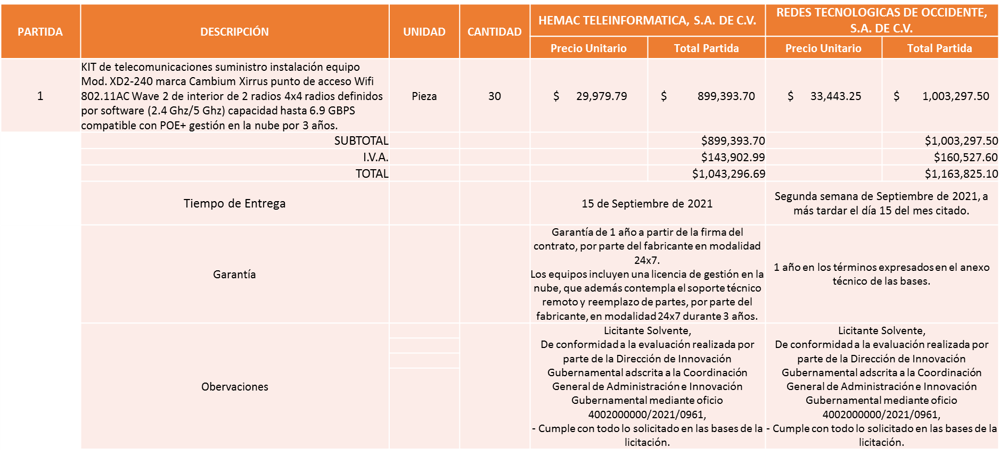 PARTIDA
DESCRIPCIÓN
UNIDAD
CANTIDAD
HEMAC TELEINFORMATICA, S.A. DE C.V.
REDES TECNOLOGICAS DE OCCIDENTE,
S.A. DE C.V.
Precio Unitario
Total Partida
Precio Unitario
Total Partida
1
KIT de telecomunicaciones suministro instalación equipo
Mod. XD2-240 marca Cambium Xirrus punto de acceso Wifi
802.11AC Wave 2 de interior de 2 radios 4x4 radios definidos
por software (2.4 Ghz/5 Ghz) capacidad hasta 6.9 GBPS
compatible con POE+ gestión en la nube por 3 años.
Pieza
30
$ 29,979.79
$ 899,393.70
$ 33,443.25
$ 1,003,297.50
SUBTOTAL
$899,393.70
$1,003,297.50
I.V.A.
$143,902.99
$160,527.60
TOTAL
$1,043,296.69
$1,163,825.10
Tiempo de Entrega
15 de Septiembre de 2021
Segunda semana de Septiembre de 2021, a
más tardar el día 15 del mes citado.
Garantía
Garantía de 1 año a partir de la firma del
contrato, por parte del fabricante en modalidad
24x7.
Los equipos incluyen una licencia de gestión en la
nube, que además contempla el soporte técnico
remoto y reemplazo de partes, por parte del
fabricante, en modalidad 24x7 durante 3 años.
1 año en los términos expresados en el anexo
técnico de las bases.
Obervaciones
Licitante Solvente,
De conformidad a la evaluación realizada por
parte de la Dirección de Innovación
Gubernamental adscrita a la Coordinación
General de Administración e Innovación
Gubernamental mediante oficio
4002000000/2021/0961,
- Cumple con todo lo solicitado en las bases de la
licitación.
Licitante Solvente,
De conformidad a la evaluación realizada por
parte de la Dirección de Innovación
Gubernamental adscrita a la Coordinación
General de Administración e Innovación
Gubernamental mediante oficio
4002000000/2021/0961,
- Cumple con todo lo solicitado en las bases de la
licitación.